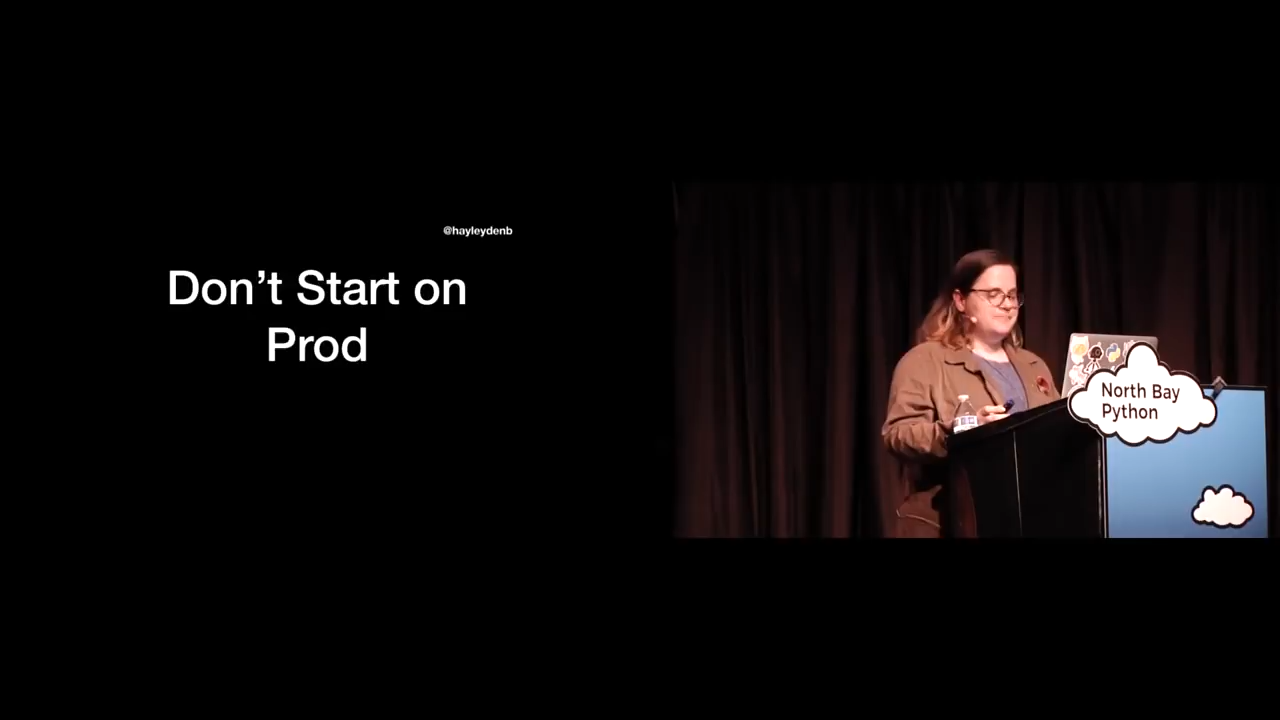 @hayleydenb
Don’t Start on
Prod
North Bay
Python